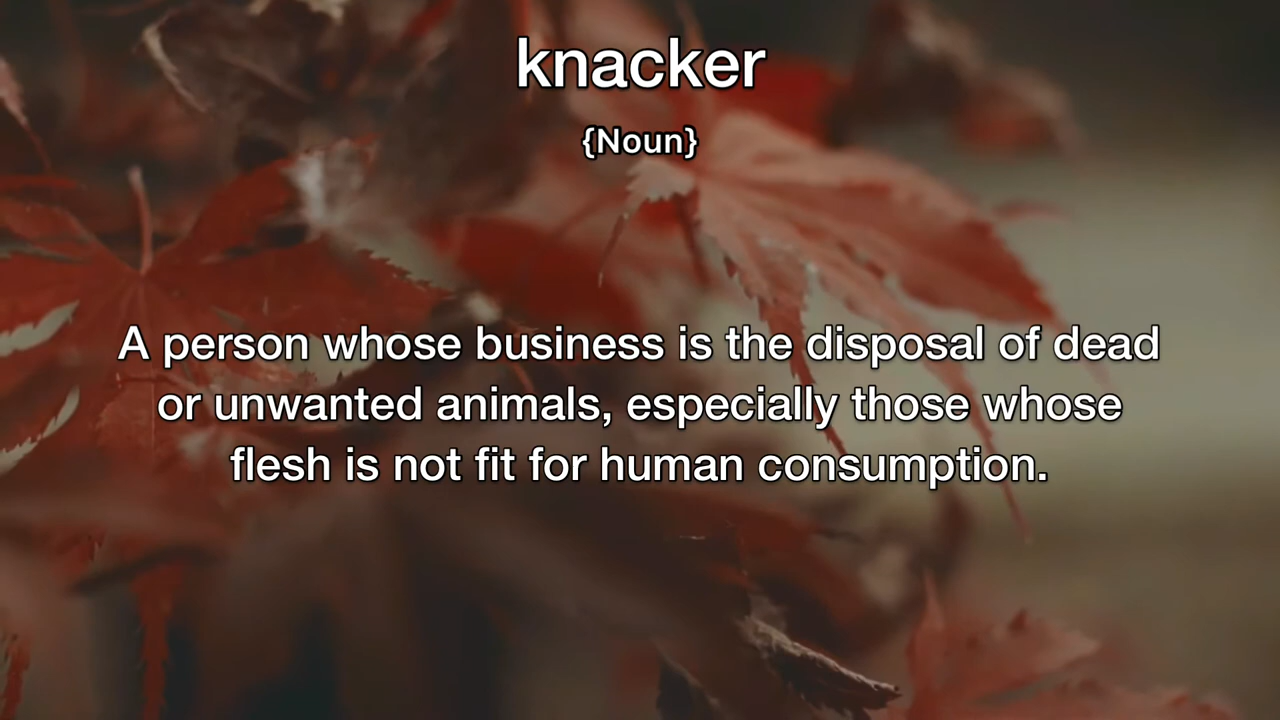 knacker
{Noun}
A person whose business is the disposal of dead
or unwanted animals, especially those whose
flesh is not fit for human consumption.